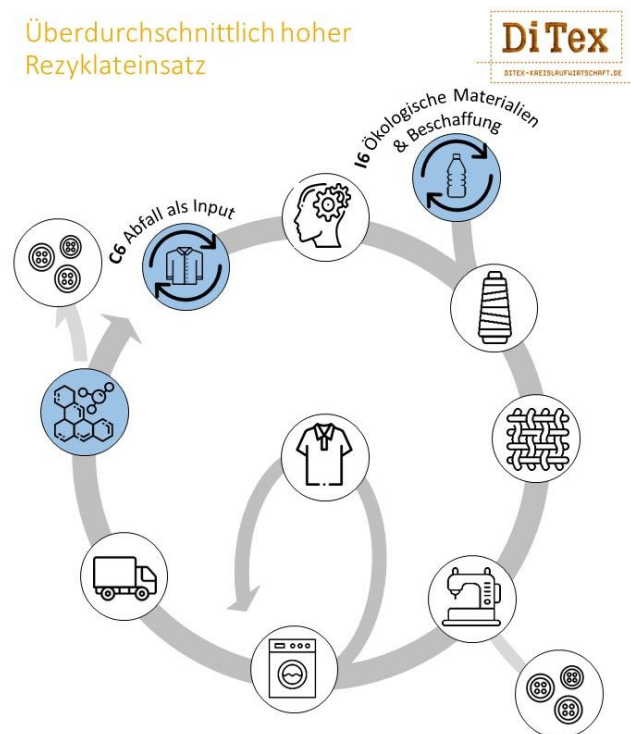 Überdurchschnittlich hoher
Rezyklateinsatz
DiTex
DITEX-KREISLAUFWIRTSCHAFT.DE
I6 Ökologische Materialien
& Beschaffung
C6 Abfall als Input